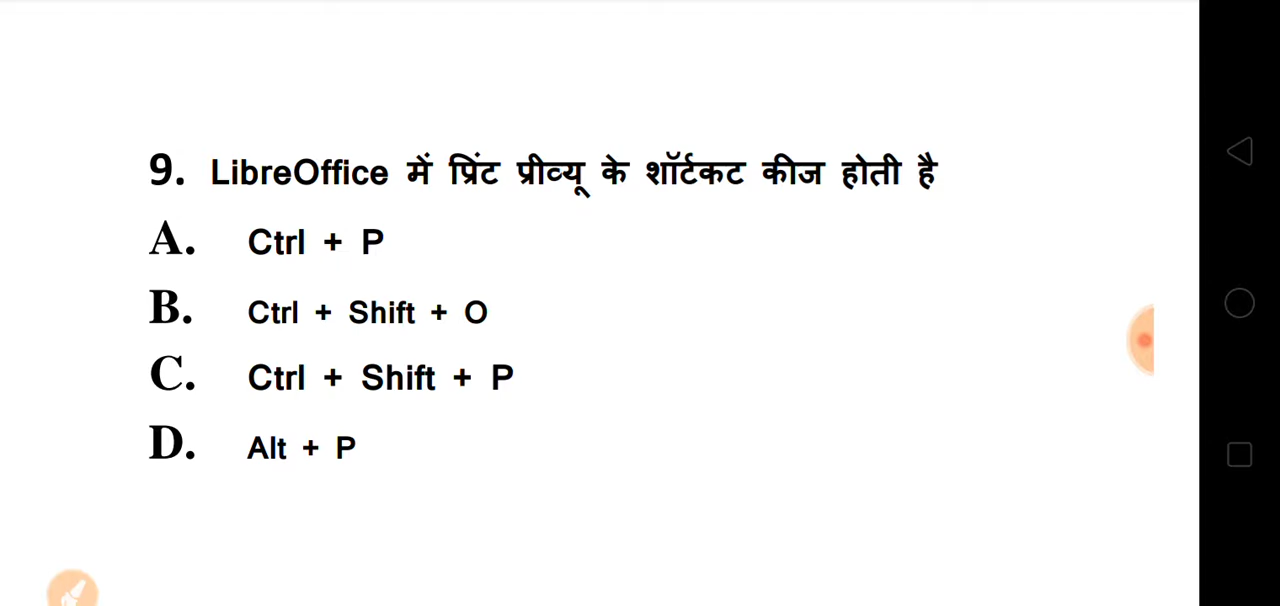 9. LibreOffice में प्रिंट प्रीव्यू के शॉर्टकट कीज होती है
A. Ctrl + P
B. Ctrl + Shift + O
C. Ctrl + Shift + P
D. Alt + P